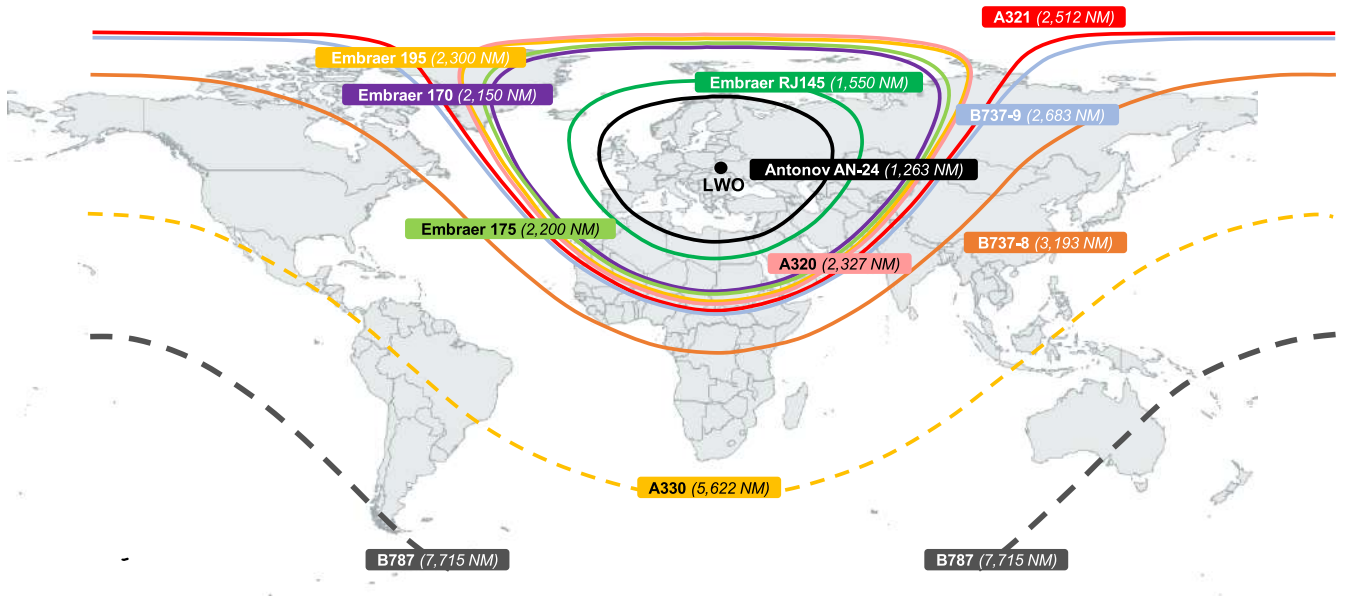 A321 (2,512 NM)
Embraer 195 (2,300 NM)
Embraer RJ145 (1,550 NM)
Embraer 170 (2,150 NM)
B737-9 (2,683 NM)
Antonov AN-24 (1,263 NM)
LWO
Embraer 175 (2,200 NM)
B737-8 (3,193 NM)
A320 (2,327 NM)
A330 (5,622 NM)
B787 (7,715 NM)
B787 (7,715 NM)